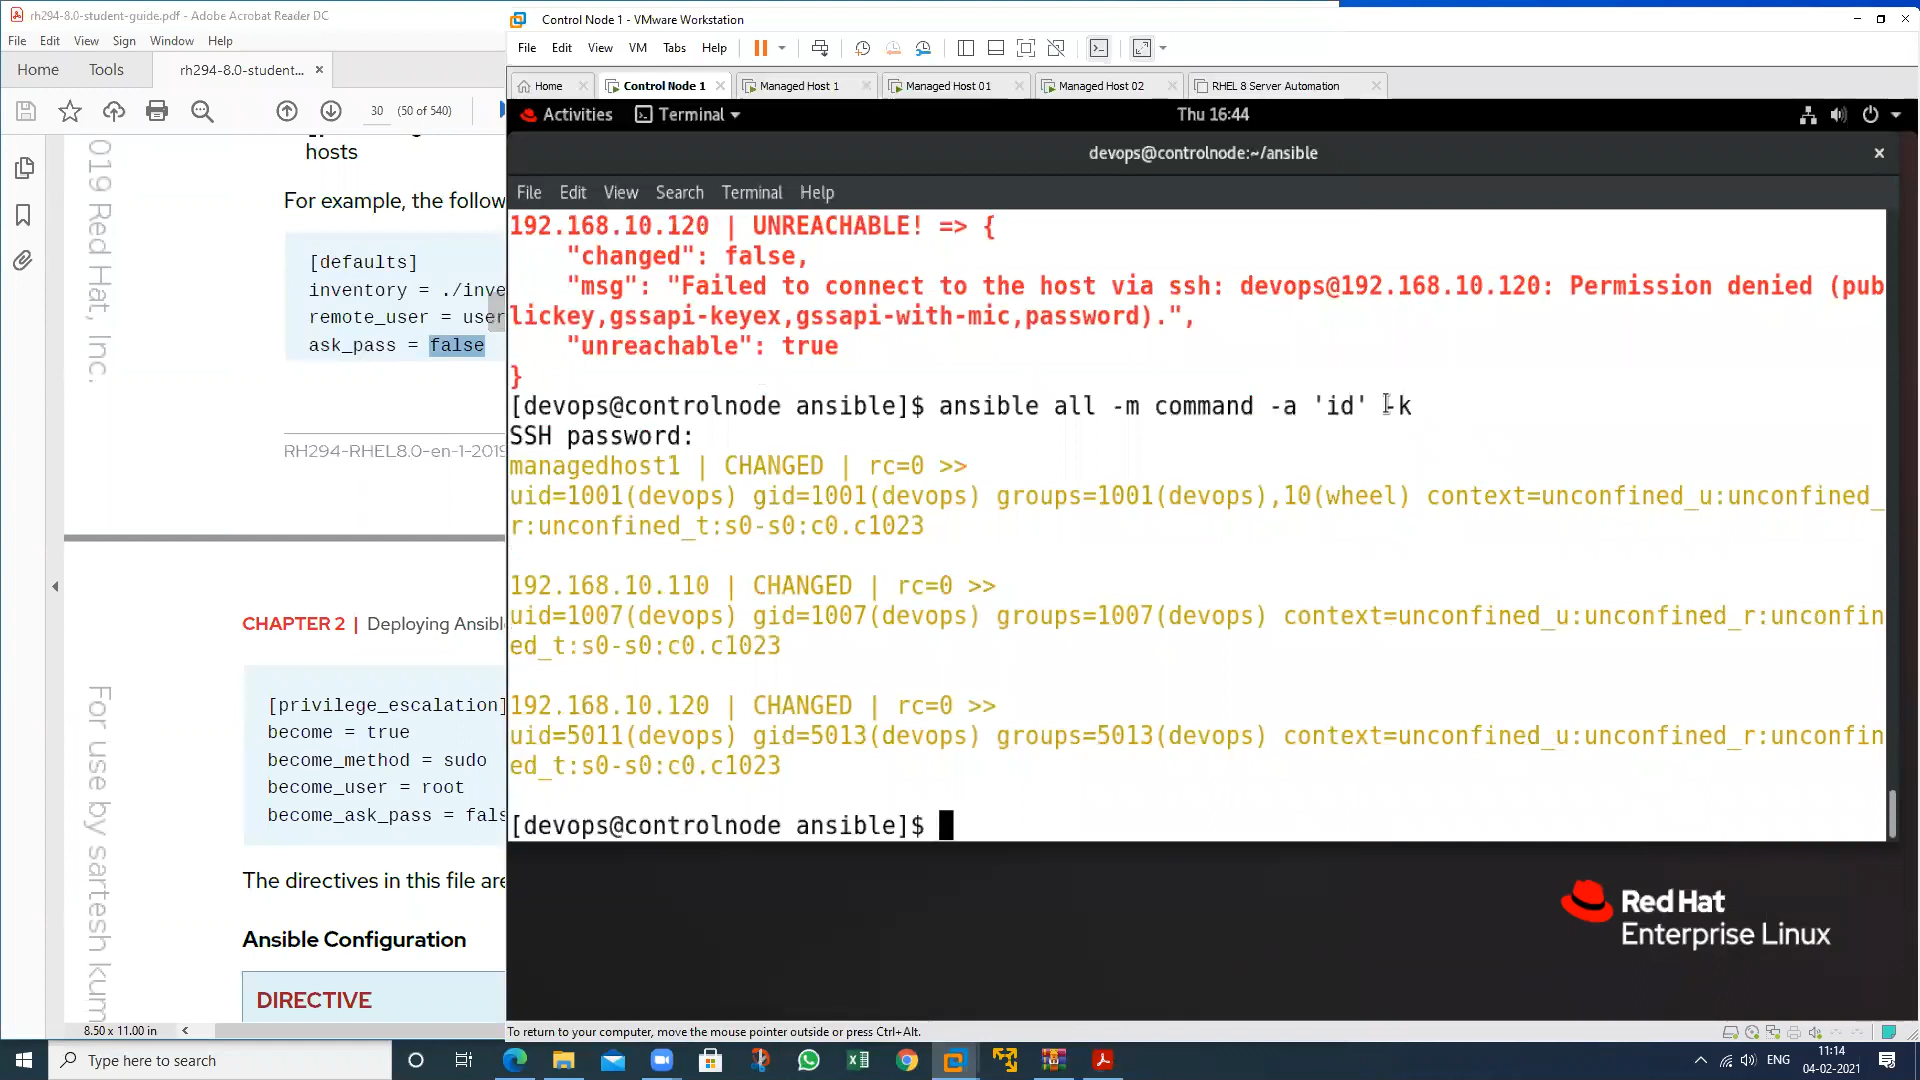 rh294-8.0-student-guide.pdf - Adobe Acrobat Reader DC
File Edit View Sign Window Help
Home Tools rh294-8.0-student... ×
30 (50 of 540)
hosts
For example, the follow
[defaults]
inventory = ./inve
remote_user = user
ask_pass = false
RH294-RHEL8.0-en-1-2019
019 Red Hat, Inc.
CHAPTER 2 | Deploying Ansibl
[privilege_escalation]
become = true
become_method = sudo
become_user = root
become_ask_pass = fals
The directives in this file are
Ansible Configuration
DIRECTIVE
For use by sartesh kum
8.50 x 11.00 in
Control Node 1 - VMware Workstation
File Edit View VM Tabs Help
Home Control Node 1 Managed Host 1 Managed Host 01 Managed Host 02 RHEL 8 Server Automation
Activities Terminal Thu 16:44
devops@controlnode:~/ansible
File Edit View Search Terminal Help
192.168.10.120 | UNREACHABLE! => {
"changed": false,
"msg": "Failed to connect to the host via ssh: devops@192.168.10.120: Permission denied (pub
lickey,gssapi-keyex,gssapi-with-mic,password).",
"unreachable": true
}
[devops@controlnode ansible]$ ansible all -m command -a 'id' -k
SSH password:
managedhost1 | CHANGED | rc=0 >>
uid=1001(devops) gid=1001(devops) groups=1001(devops),10(wheel) context=unconfined_u:unconfined_
r:unconfined_t:s0-s0:c0.c1023
192.168.10.110 | CHANGED | rc=0 >>
uid=1007(devops) gid=1007(devops) groups=1007(devops) context=unconfined_u:unconfined_r:unconfin
ed_t:s0-s0:c0.c1023
192.168.10.120 | CHANGED | rc=0 >>
uid=5011(devops) gid=5013(devops) groups=5013(devops) context=unconfined_u:unconfined_r:unconfin
ed_t:s0-s0:c0.c1023
[devops@controlnode ansible]$
Red Hat
Enterprise Linux
To return to your computer, move the mouse pointer outside or press Ctrl+Alt.
Type here to search
ENG
11:14
04-02-2021